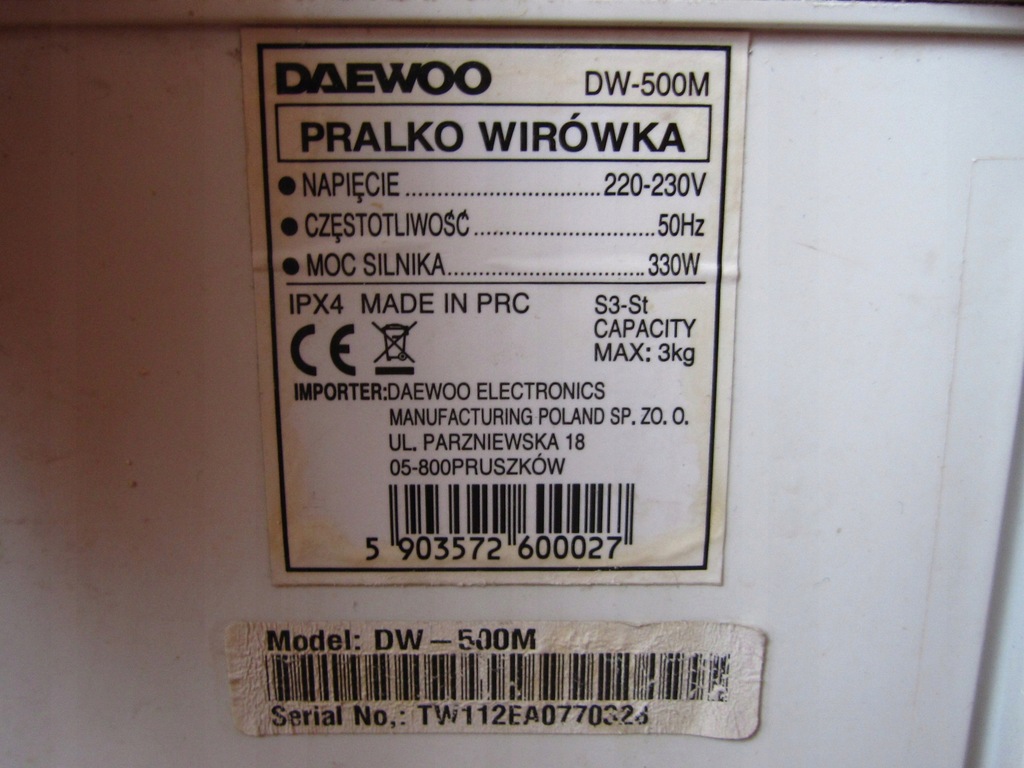 DAEWOO DW-500M
PRALKO WIRÓWKA
● NAPIĘCIE ............................. 220-230V
● CZĘSTOTLIWOŚĆ ............................ 50Hz
● MOC SILNIKA ............................... 330W
IPX4 MADE IN PRC S3-St
CAPACITY
CE MAX: 3kg
IMPORTER:DAEWOO ELECTRONICS
MANUFACTURING POLAND SP. ZO. O.
UL. PARZNIEWSKA 18
05-800PRUSZKÓW
5 903572 600027
Model: DW-500M
Serial No,: